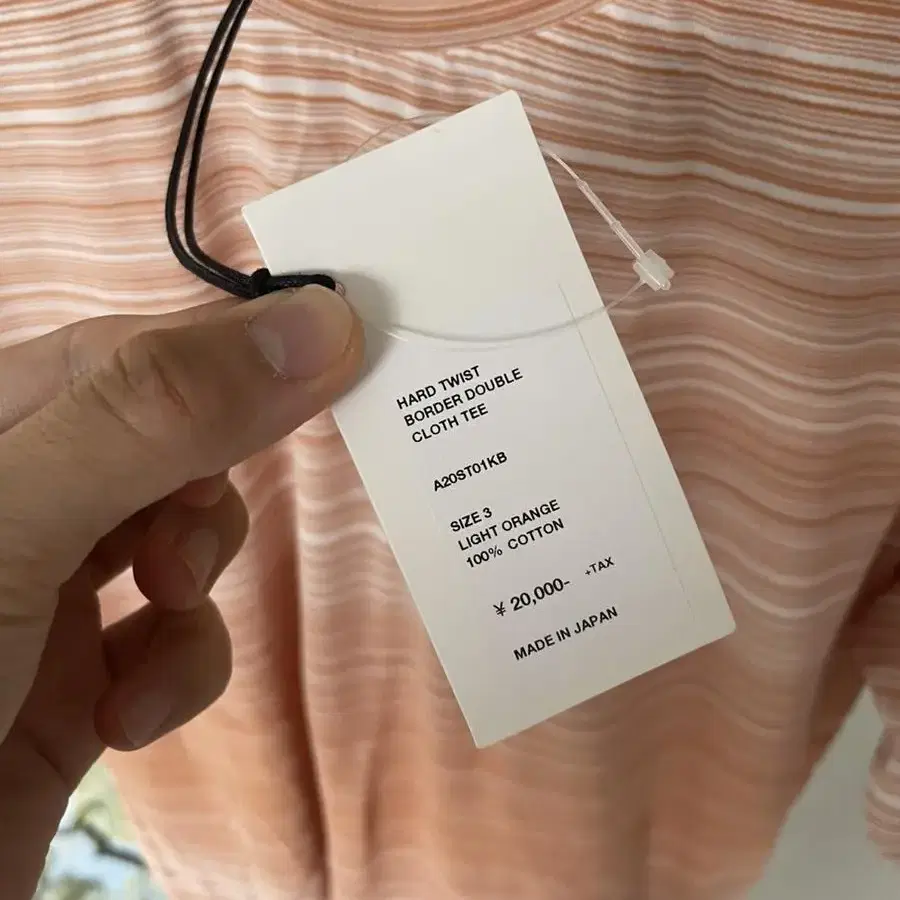 HARD TWIST
BORDER DOUBLE
CLOTH TEE
A20ST01KB
SIZE 3
LIGHT ORANGE
100% COTTON
¥ 20,000- +TAX
MADE IN JAPAN